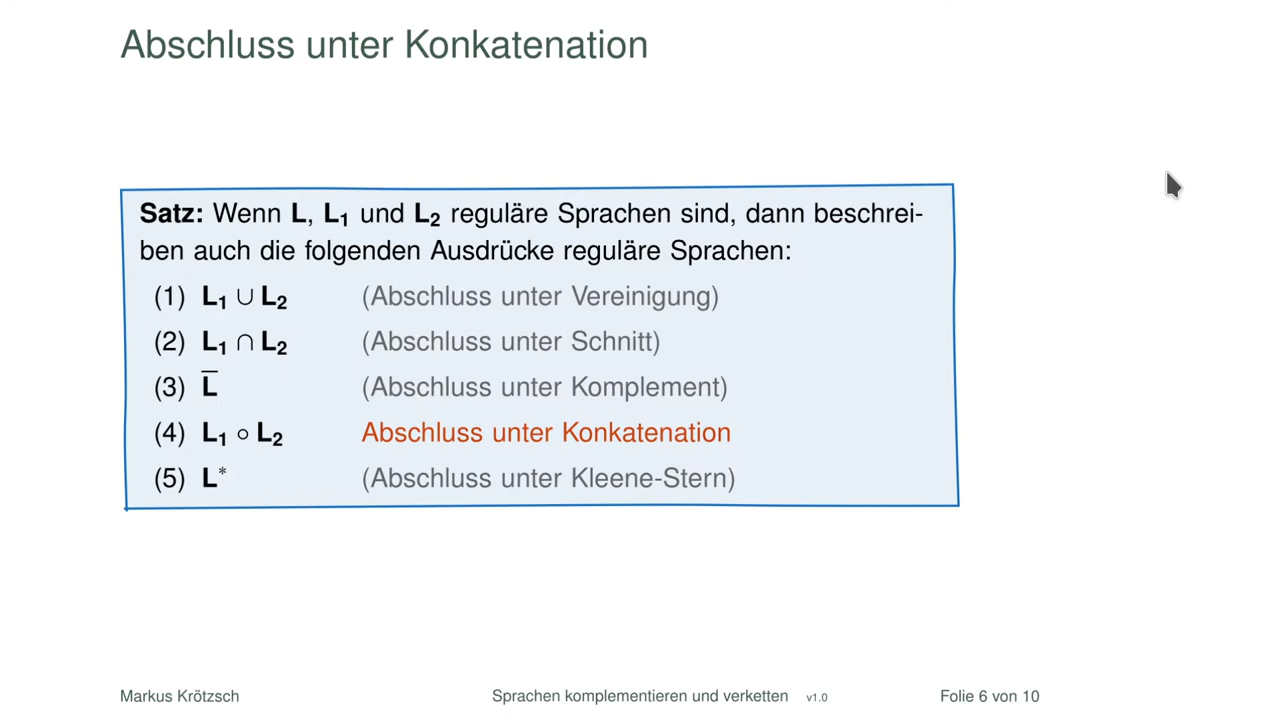 Abschluss unter Konkatenation
Satz: Wenn L, L₁ und L₂ reguläre Sprachen sind, dann beschrei-
ben auch die folgenden Ausdrücke reguläre Sprachen:
(1) L₁ ∪ L₂ (Abschluss unter Vereinigung)
(2) L₁ ∩ L₂ (Abschluss unter Schnitt)
(3) L̅ (Abschluss unter Komplement)
(4) L₁ ∘ L₂ Abschluss unter Konkatenation
(5) L* (Abschluss unter Kleene-Stern)
Markus Krötzsch Sprachen komplementieren und verketten v1.0 Folie 6 von 10